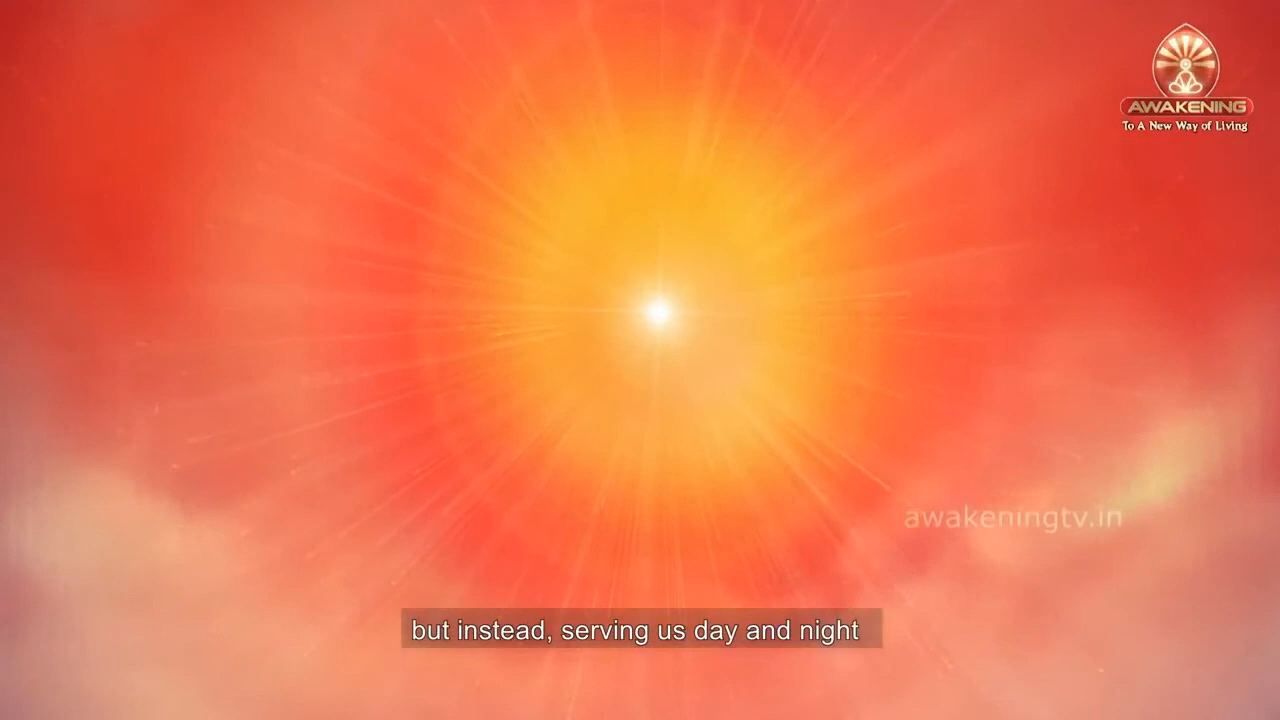 AWAKENING
To A New Way of Living
awakeningtv.in
but instead, serving us day and night